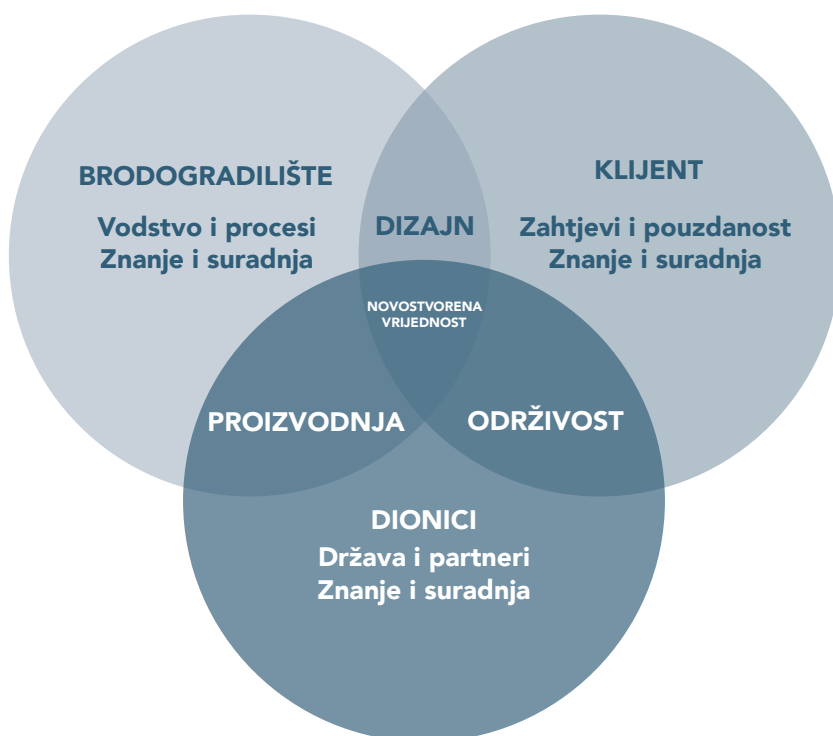 BRODOGRADILIŠTE
Vodstvo i procesi
Znanje i suradnja
KLIJENT
Zahtjevi i pouzdanost
Znanje i suradnja
DIZAJN
NOVOSTVORENA
VRIJEDNOST
PROIZVODNJA
ODRŽIVOST
DIONICI
Država i partneri
Znanje i suradnja